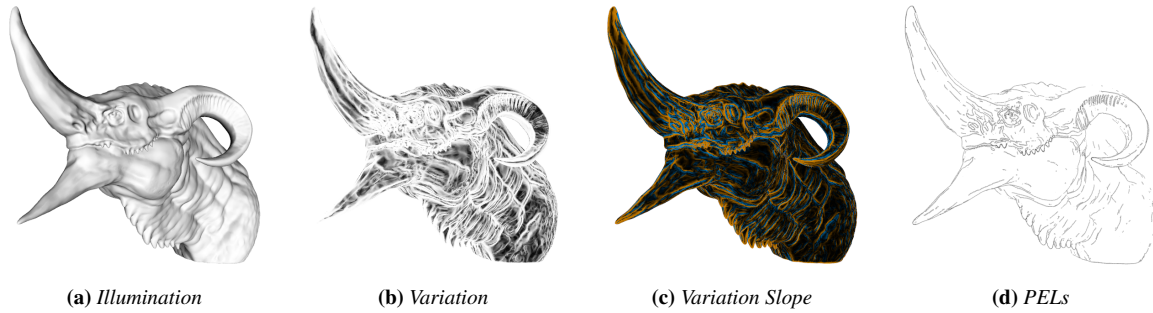 (a) Illumination
(b) Variation
(c) Variation Slope
(d) PELs